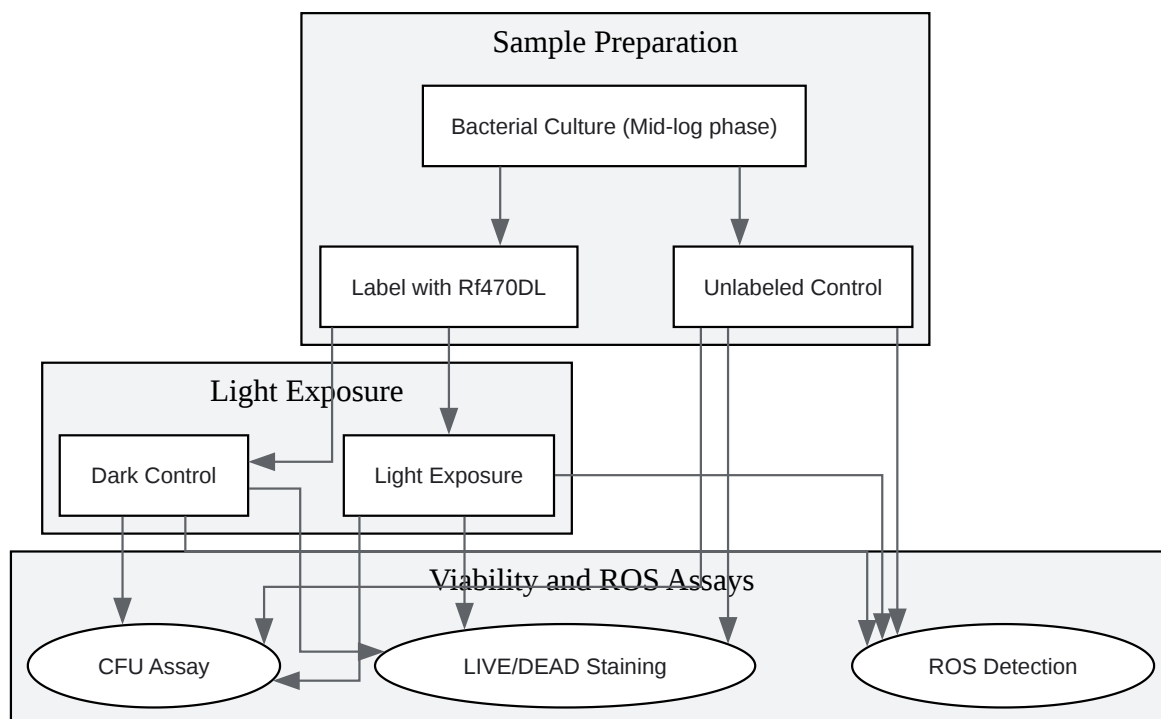 Sample Preparation
Bacterial Culture (Mid-log phase)
Label with Rf470DL
Unlabeled Control
Light Exposure
Dark Control
Light Exposure
Viability and ROS Assays
CFU Assay
LIVE/DEAD Staining
ROS Detection